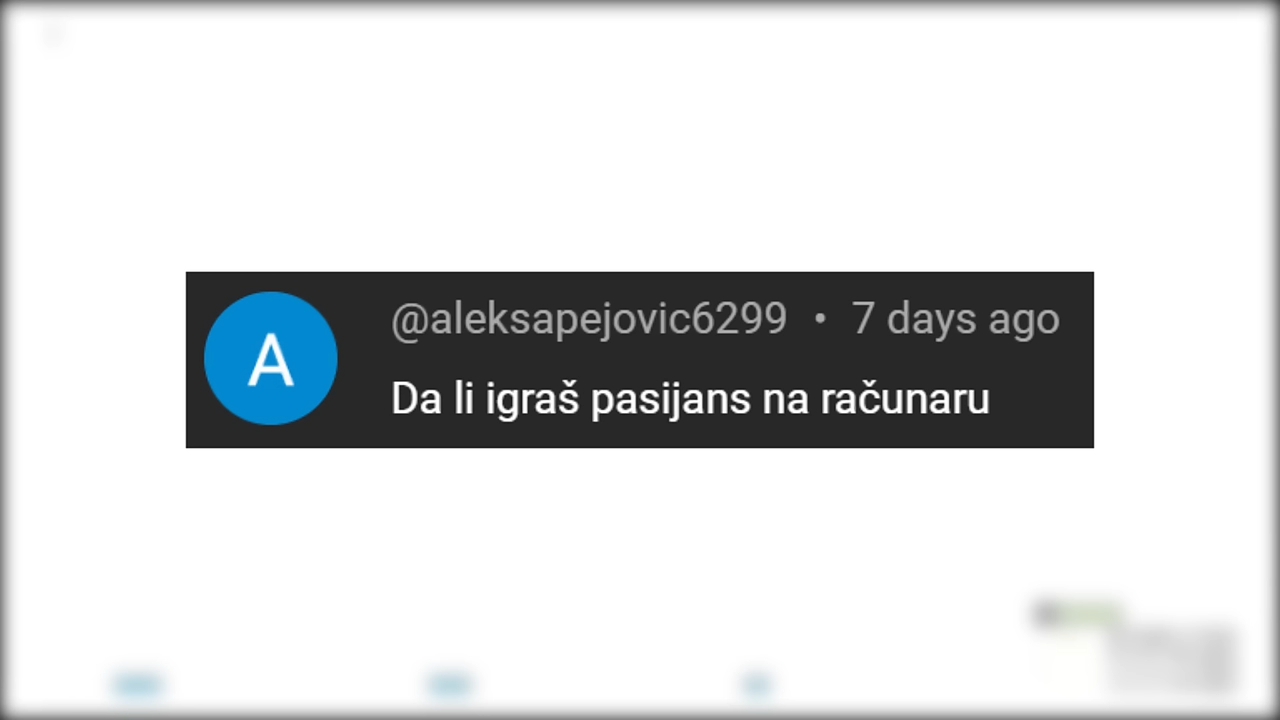 A
@aleksapejovic6299 • 7 days ago
Da li igraš pasijans na računaru